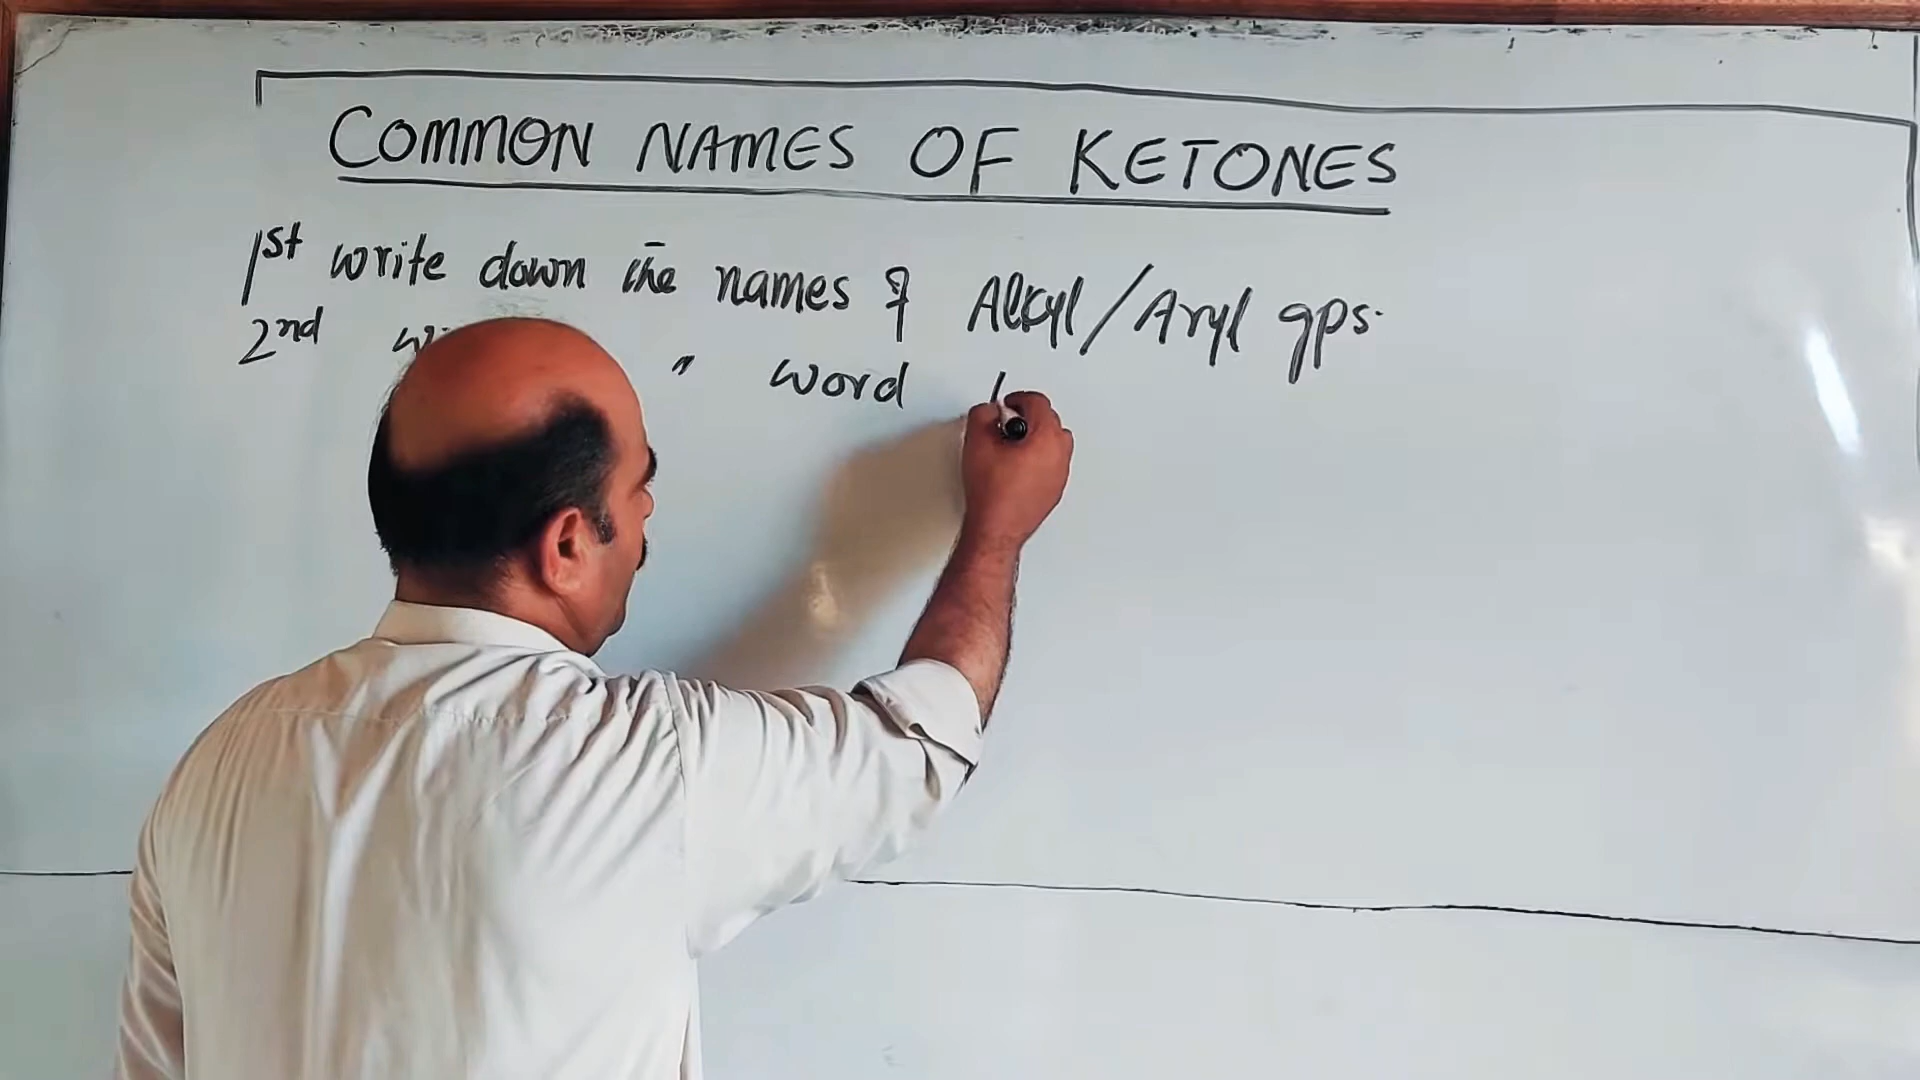 COMMON NAMES OF KETONES
1st write down the names of Alkyl/Aryl gps.
2nd " word